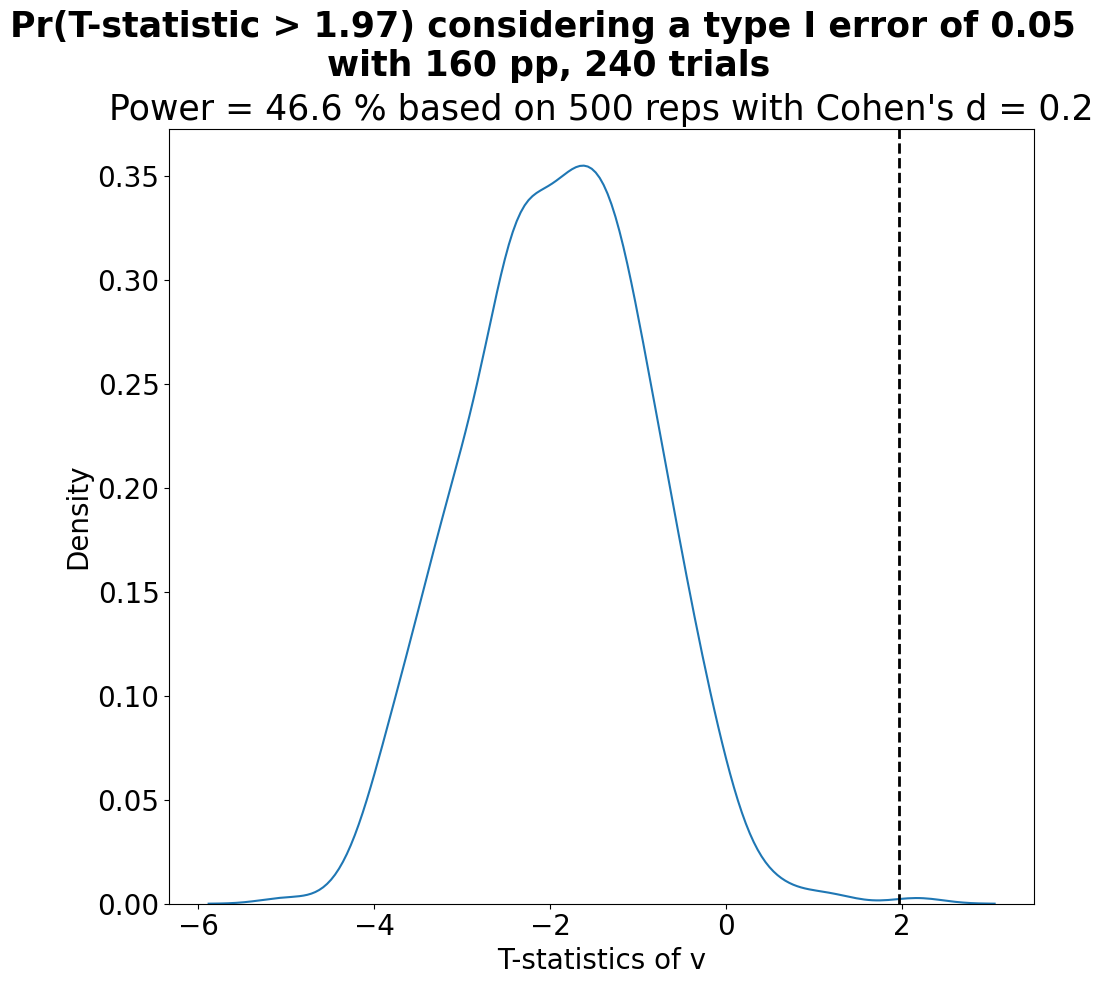 Pr(T-statistic > 1.97) considering a type I error of 0.05
with 160 pp, 240 trials
Power = 46.6 % based on 500 reps with Cohen's d = 0.2
0.35
0.30
0.25
0.20
0.15
0.10
0.05
0.00
Density
−6
−4
−2
0
2
T-statistics of v